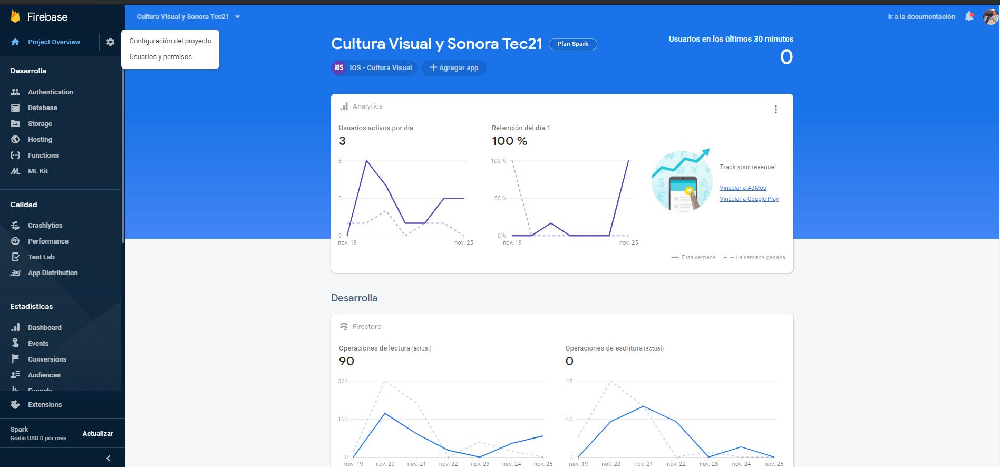 Firebase
Project Overview
Desarrolla
Authentication
Database
Storage
Hosting
Functions
ML Kit
Calidad
Crashlytics
Performance
Test Lab
App Distribution
Estadísticas
Dashboard
Events
Conversions
Audiences
Funnels
Extensions
Spark
Gratis USD 0 por mes
Actualizar
Cultura Visual y Sonora Tec21
Ir a la documentación
Configuración del proyecto
Usuarios y permisos
Cultura Visual y Sonora Tec21
Plan Spark
iOS
IOS - Cultura Visual
Agregar app
Usuarios en los últimos 30 minutos
0
Analytics
Usuarios activos por día
3
6
3
0
nov. 19
nov. 25
Retención del día 1
100 %
100 %
50 %
0 %
nov. 19
nov. 25
Track your revenue!
Vincular a AdMob
Vincular a Google Play
Esta semana
La semana pasada
Desarrolla
Firestore
Operaciones de lectura (actual)
90
324
162
0
nov. 19 nov. 20 nov. 21 nov. 22 nov. 23 nov. 24 nov. 25
Operaciones de escritura (actual)
0
15
7.5
0
nov. 19 nov. 20 nov. 21 nov. 22 nov. 23 nov. 24 nov. 25